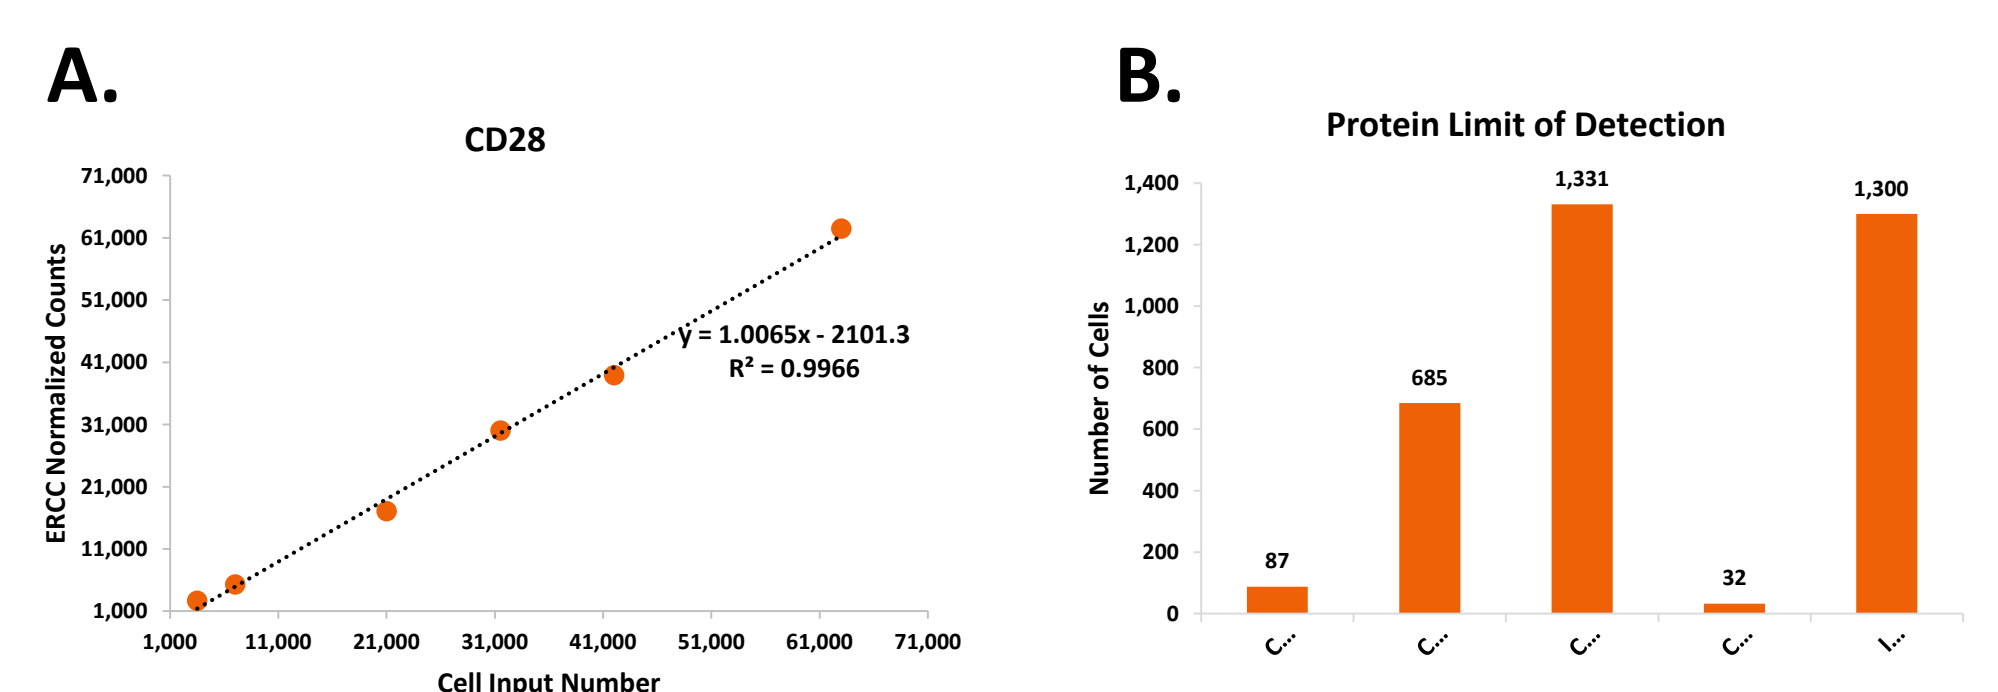 A.
CD28
71,000
61,000
51,000
41,000
31,000
21,000
11,000
1,000
ERCC Normalized Counts
y = 1.0065x - 2101.3
R² = 0.9966
1,000 11,000 21,000 31,000 41,000 51,000 61,000 71,000
Cell Input Number
B.
Protein Limit of Detection
1,400
1,200
1,000
800
600
400
200
0
Number of Cells
87
685
1,331
32
1,300
C... C... C... C... I...